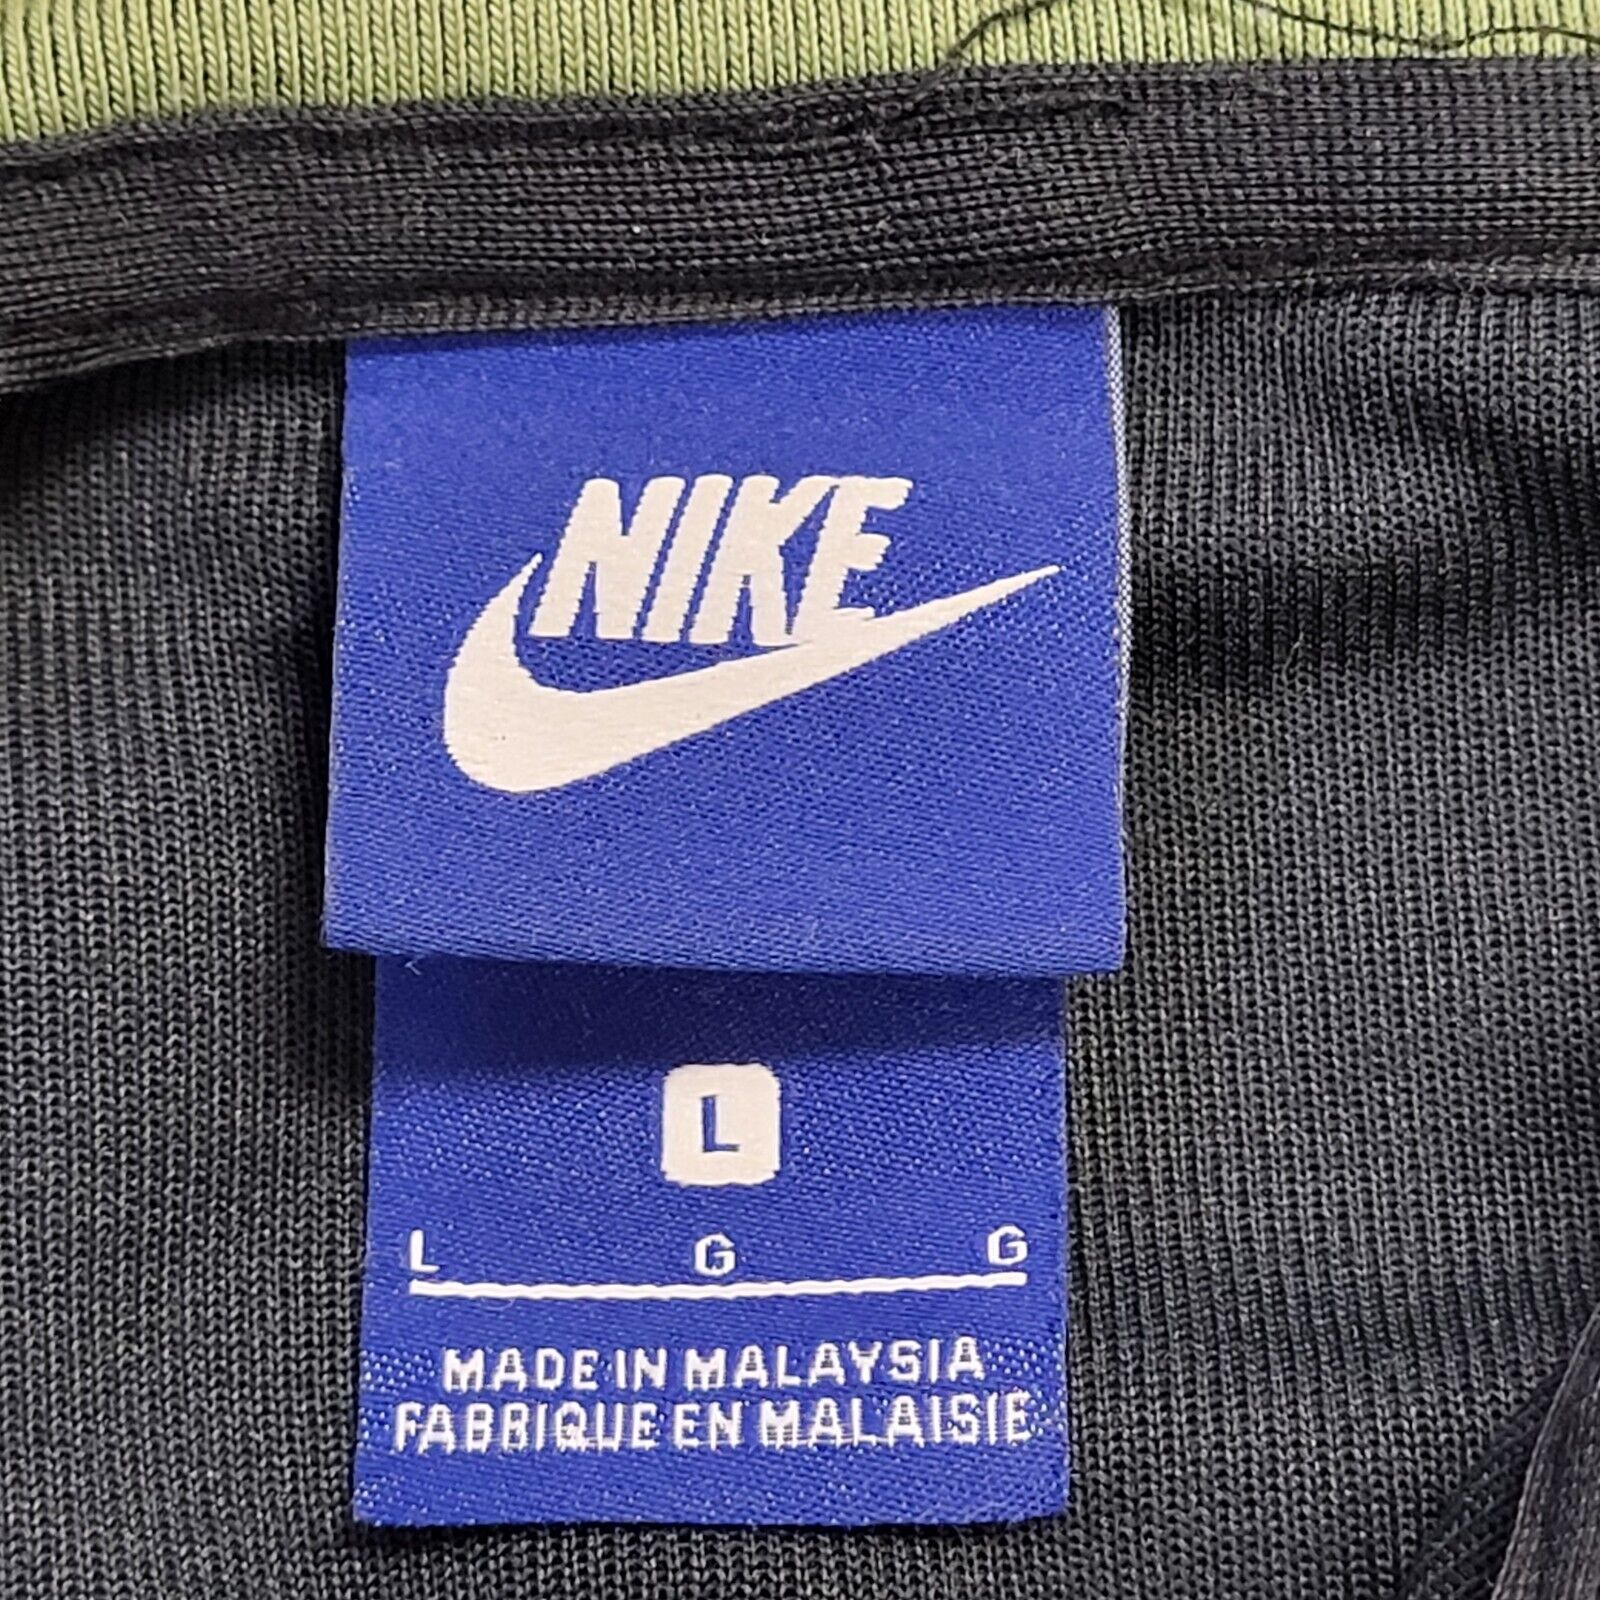 NIKE
L
L G G
MADE IN MALAYSIA
FABRIQUE EN MALAISIE